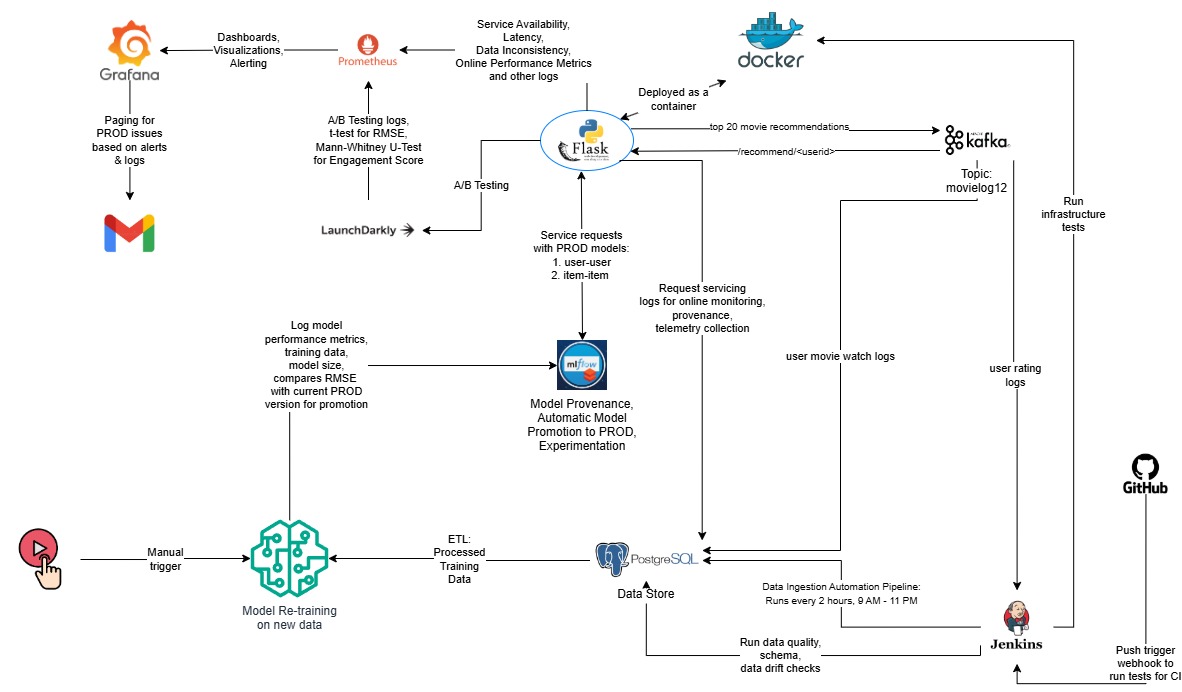 Grafana
Dashboards,
Visualizations,
Alerting
Prometheus
Service Availability,
Latency,
Data Inconsistency,
Online Performance Metrics
and other logs
docker
Deployed as a
container
Paging for
PROD issues
based on alerts
& logs
A/B Testing logs,
t-test for RMSE,
Mann-Whitney U-Test
for Engagement Score
Flask
top 20 movie recommendations
/recommend/<userid>
kafka
Topic:
movielog12
A/B Testing
LaunchDarkly
Run
infrastructure
tests
Service requests
with PROD models:
1. user-user
2. item-item
Request servicing
logs for online monitoring,
provenance,
telemetry collection
Log model
performance metrics,
training data,
model size,
compares RMSE
with current PROD
version for promotion
mlflow
Model Provenance,
Automatic Model
Promotion to PROD,
Experimentation
user movie watch logs
user rating
logs
GitHub
Manual
trigger
Model Re-training
on new data
ETL:
Processed
Training
Data
PostgreSQL
Data Store
Data Ingestion Automation Pipeline:
Runs every 2 hours, 9 AM - 11 PM
Run data quality,
schema,
data drift checks
Jenkins
Push trigger
webhook to
run tests for CI